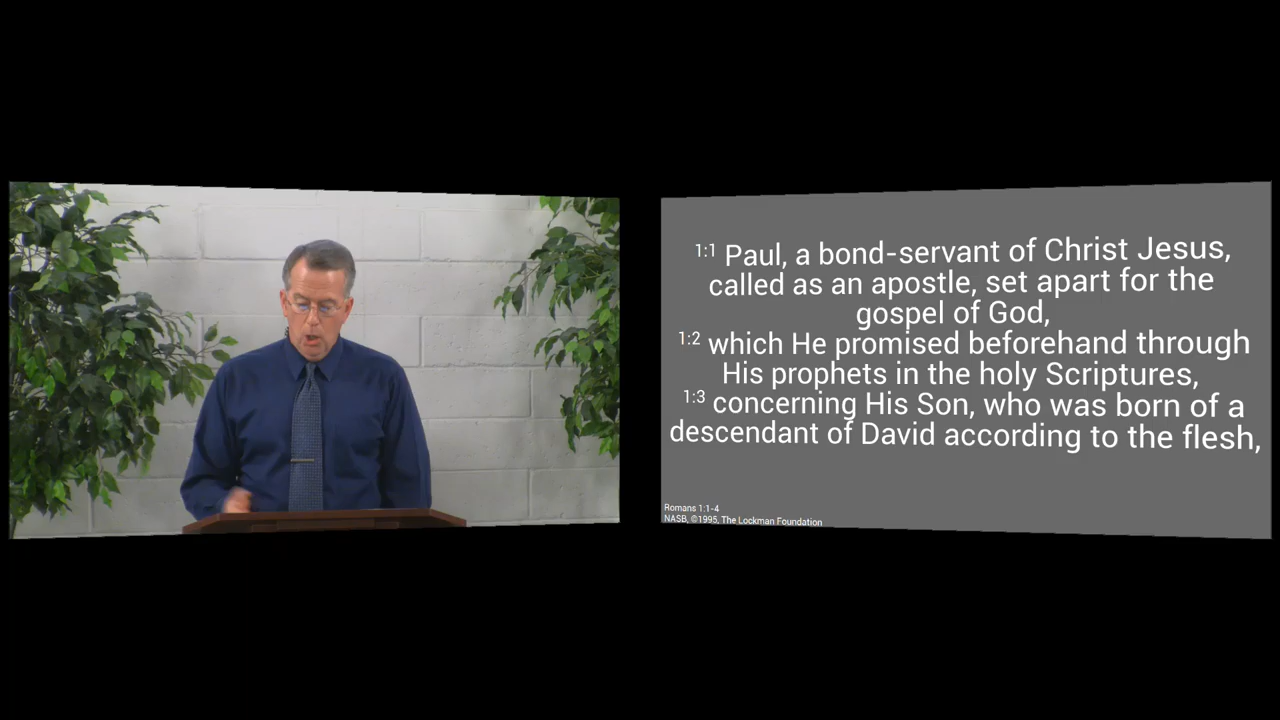 1:1 Paul, a bond-servant of Christ Jesus,
called as an apostle, set apart for the
gospel of God,
1:2 which He promised beforehand through
His prophets in the holy Scriptures,
1:3 concerning His Son, who was born of a
descendant of David according to the flesh,
Romans 1:1-4
NASB, ©1995, The Lockman Foundation